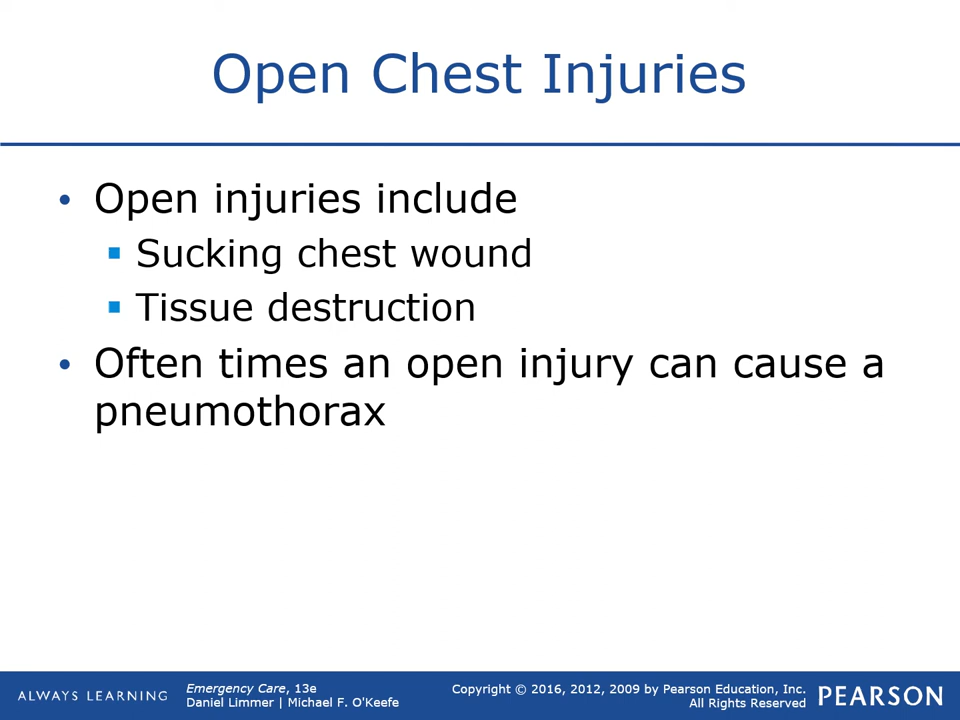 Open Chest Injuries
• Open injuries include
▪ Sucking chest wound
▪ Tissue destruction
• Often times an open injury can cause a
pneumothorax
ALWAYS LEARNING
Emergency Care, 13e
Daniel Limmer | Michael F. O'Keefe
Copyright © 2016, 2012, 2009 by Pearson Education, Inc.
All Rights Reserved
PEARSON